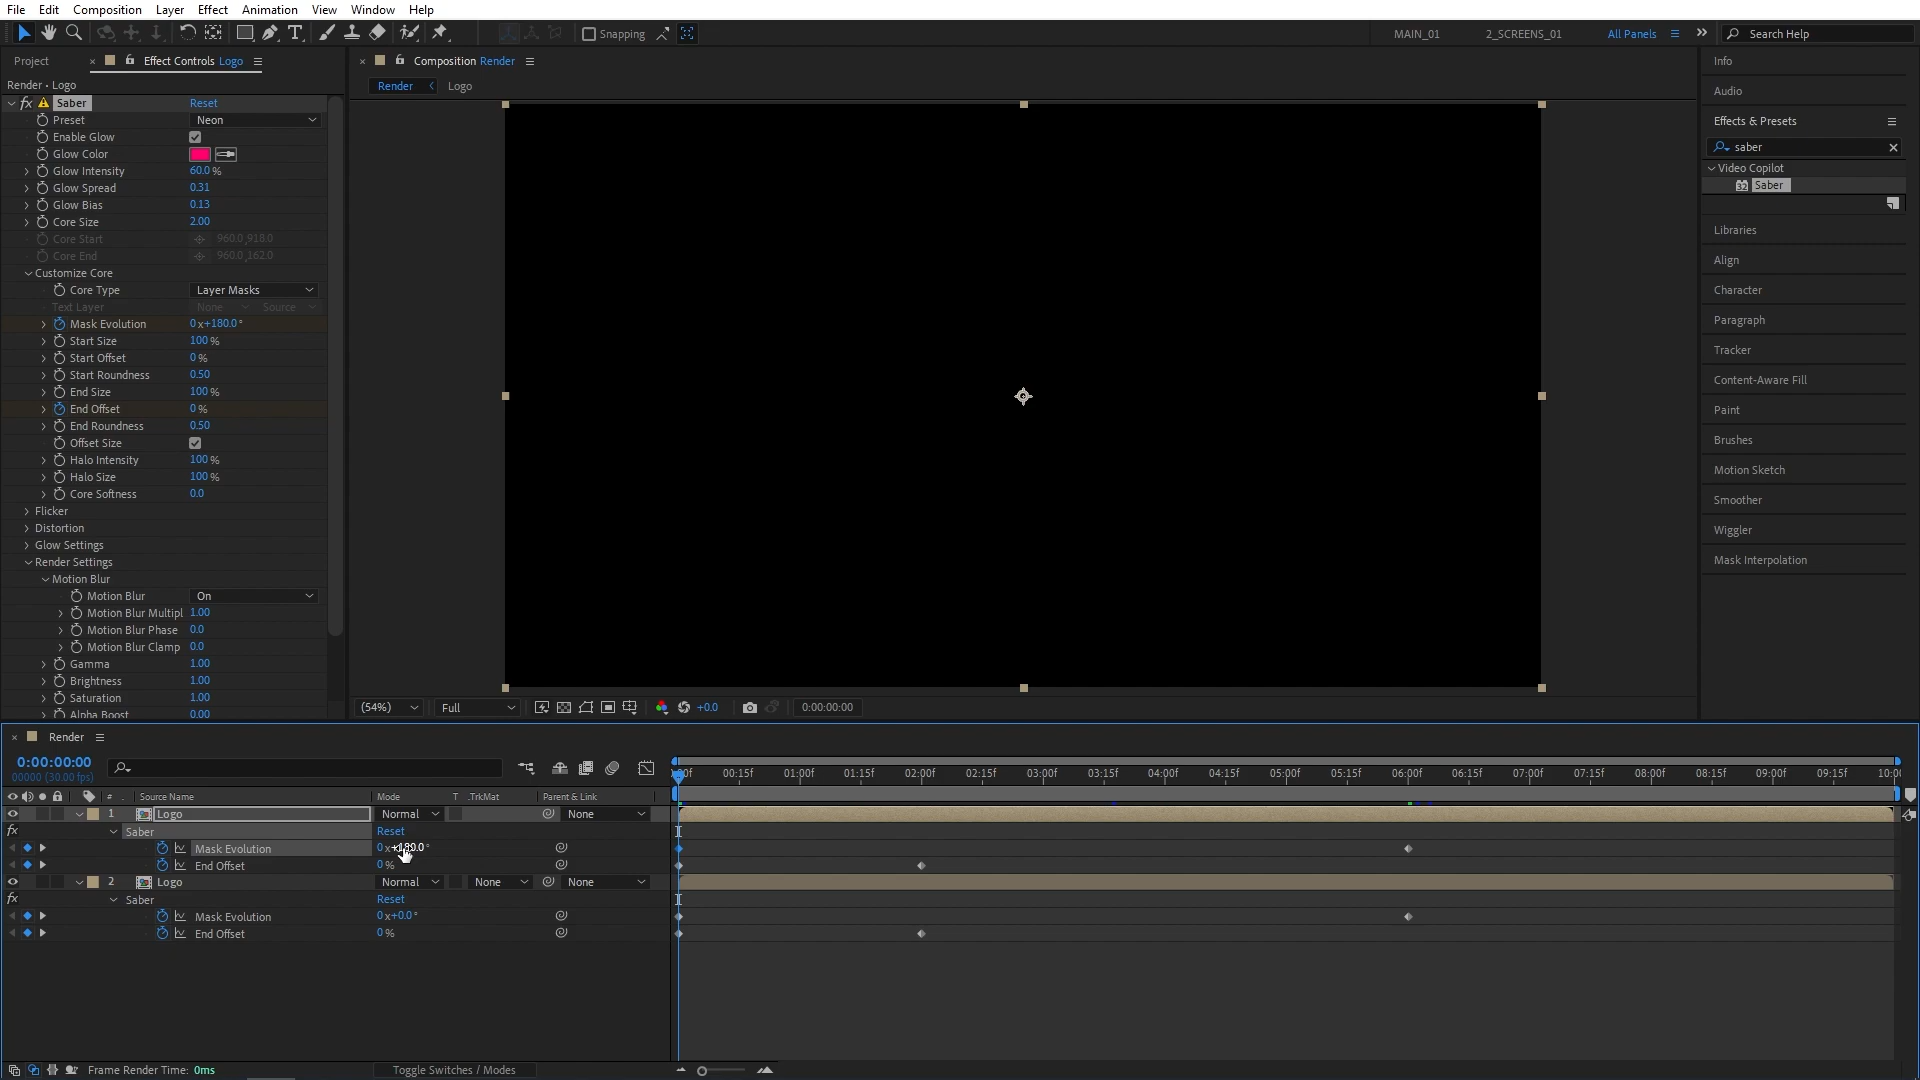 File Edit Composition Layer Effect Animation View Window Help
Snapping
MAIN_01 2_SCREENS_01 All Panels Search Help
Project
Effect Controls Logo
Render • Logo
fx Saber Reset
Preset Neon
Enable Glow
Glow Color
Glow Intensity 60.0 %
Glow Spread 0.31
Glow Bias 0.13
Core Size 2.00
Core Start 960.0,918.0
Core End 960.0,162.0
Customize Core
Core Type Layer Masks
Text Layer None Source
Mask Evolution 0x+180.0°
Start Size 100 %
Start Offset 0 %
Start Roundness 0.50
End Size 100 %
End Offset 0 %
End Roundness 0.50
Offset Size
Halo Intensity 100 %
Halo Size 100 %
Core Softness 0.0
Flicker
Distortion
Glow Settings
Render Settings
Motion Blur
Motion Blur On
Motion Blur Multipl 1.00
Motion Blur Phase 0.0
Motion Blur Clamp 0.0
Gamma 1.00
Brightness 1.00
Saturation 1.00
Alpha Boost 0.00
Composition Render
Render Logo
(54%) Full +0.0 0:00:00:00
Info
Audio
Effects & Presets
saber
Video Copilot
32 Saber
Libraries
Align
Character
Paragraph
Tracker
Content-Aware Fill
Paint
Brushes
Motion Sketch
Smoother
Wiggler
Mask Interpolation
Render
0:00:00:00
00000 (30.00 fps)
00:15f 01:00f 01:15f 02:00f 02:15f 03:00f 03:15f 04:00f 04:15f 05:00f 05:15f 06:00f 06:15f 07:00f 07:15f 08:00f 08:15f 09:00f 09:15f
# Source Name Mode T .TrkMat Parent & Link
1 Logo Normal None
fx Saber Reset
Mask Evolution
End Offset 0 %
2 Logo Normal None None
fx Saber Reset
Mask Evolution 0x+0.0°
End Offset 0 %
Frame Render Time: 0ms Toggle Switches / Modes